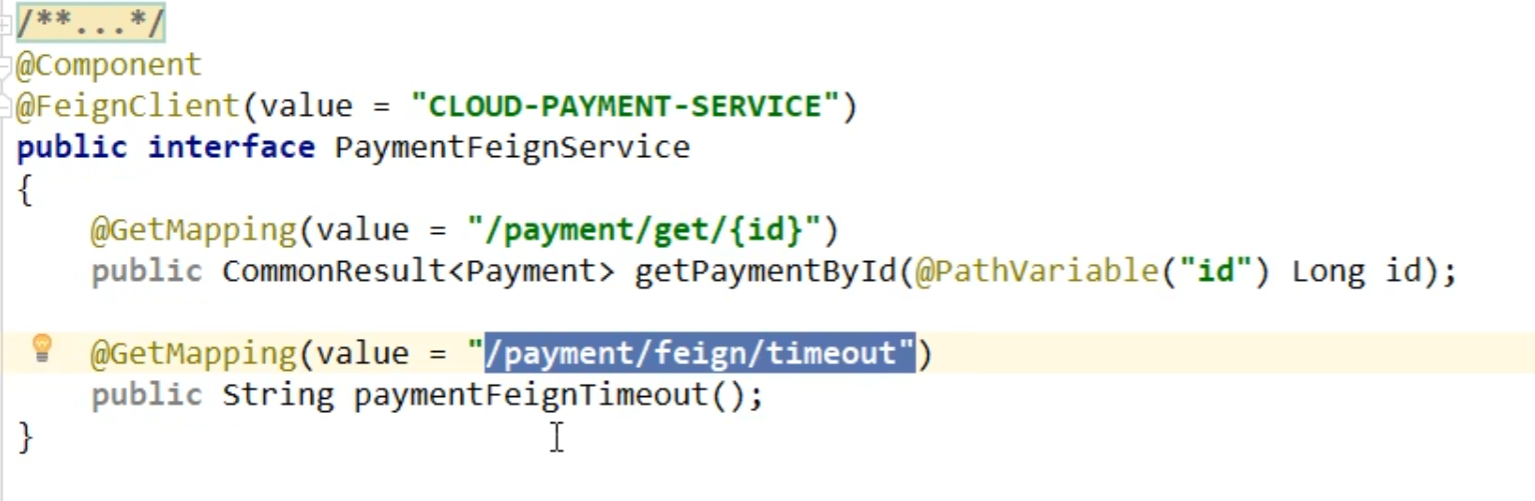 /**...*/
@Component
@FeignClient(value = "CLOUD-PAYMENT-SERVICE")
public interface PaymentFeignService
{
    @GetMapping(value = "/payment/get/{id}")
    public CommonResult<Payment> getPaymentById(@PathVariable("id") Long id);
    @GetMapping(value = "/payment/feign/timeout")
    public String paymentFeignTimeout();
}